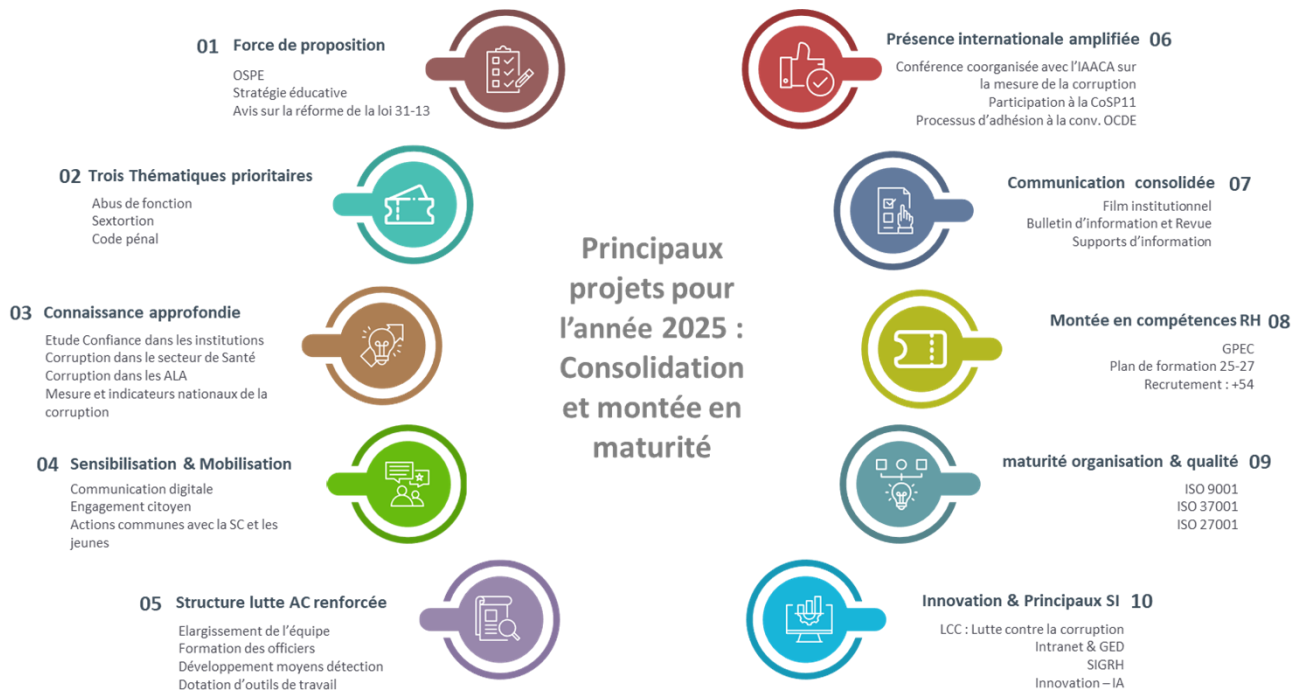 01 Force de proposition
OSPE
Stratégie éducative
Avis sur la réforme de la loi 31-13
02 Trois Thématiques prioritaires
Abus de fonction
Sextortion
Code pénal
03 Connaissance approfondie
Etude Confiance dans les institutions
Corruption dans le secteur de Santé
Corruption dans les ALA
Mesure et indicateurs nationaux de la
corruption
04 Sensibilisation & Mobilisation
Communication digitale
Engagement citoyen
Actions communes avec la SC et les
jeunes
05 Structure lutte AC renforcée
Elargissement de l'équipe
Formation des officiers
Développement moyens détection
Dotation d'outils de travail
Principaux
projets pour
l'année 2025 :
Consolidation
et montée en
maturité
Présence internationale amplifiée 06
Conférence coorganisée avec l'IAACA sur
la mesure de la corruption
Participation à la CoSP11
Processus d'adhésion à la conv. OCDE
Communication consolidée 07
Film institutionnel
Bulletin d'information et Revue
Supports d'information
Montée en compétences RH 08
GPEC
Plan de formation 25-27
Recrutement : +54
maturité organisation & qualité 09
ISO 9001
ISO 37001
ISO 27001
Innovation & Principaux SI 10
LCC : Lutte contre la corruption
Intranet & GED
SIGRH
Innovation – IA